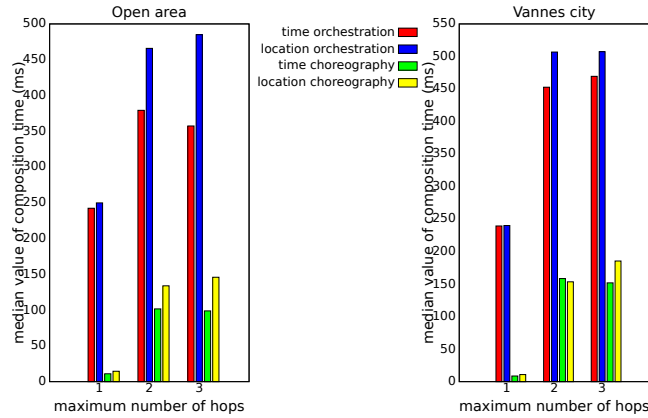 Open area
median value of composition time (ms)
500
450
400
350
300
250
200
150
100
50
0
1 2 3
maximum number of hops
time orchestration
location orchestration
time choreography
location choreography
Vannes city
median value of composition time (ms)
550
500
450
400
350
300
250
200
150
100
50
0
1 2 3
maximum number of hops